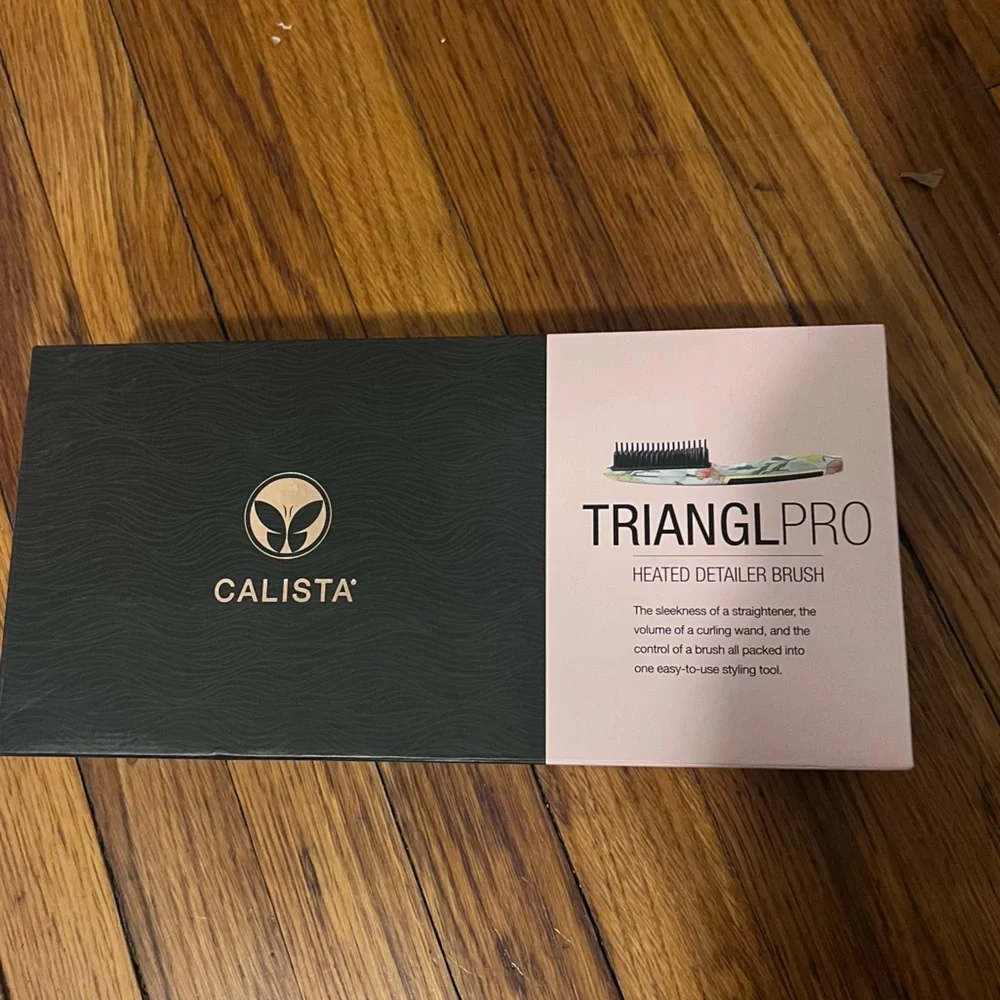 CALISTA
TRIANGLPRO
HEATED DETAILER BRUSH
The sleekness of a straightener, the
volume of a curling wand, and the
control of a brush all packed into
one easy-to-use styling tool.